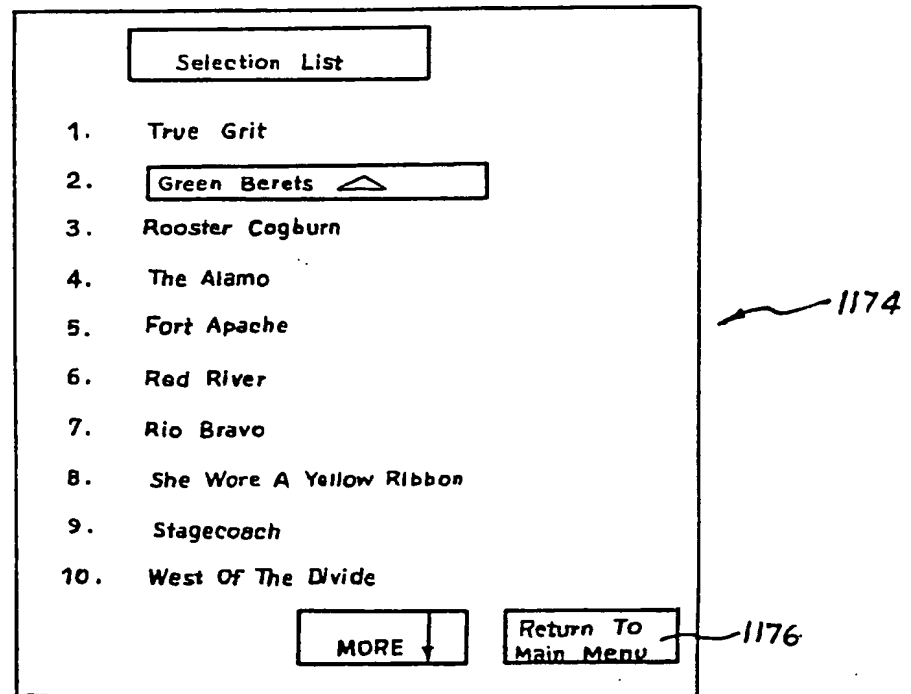 Selection List
1. True Grit
2. Green Berets
3. Rooster Cogburn
4. The Alamo
5. Fort Apache
1174
6. Red River
7. Rio Bravo
8. She Wore A Yellow Ribbon
9. Stagecoach
10. West Of The Divide
MORE
Return To
Main Menu
1176